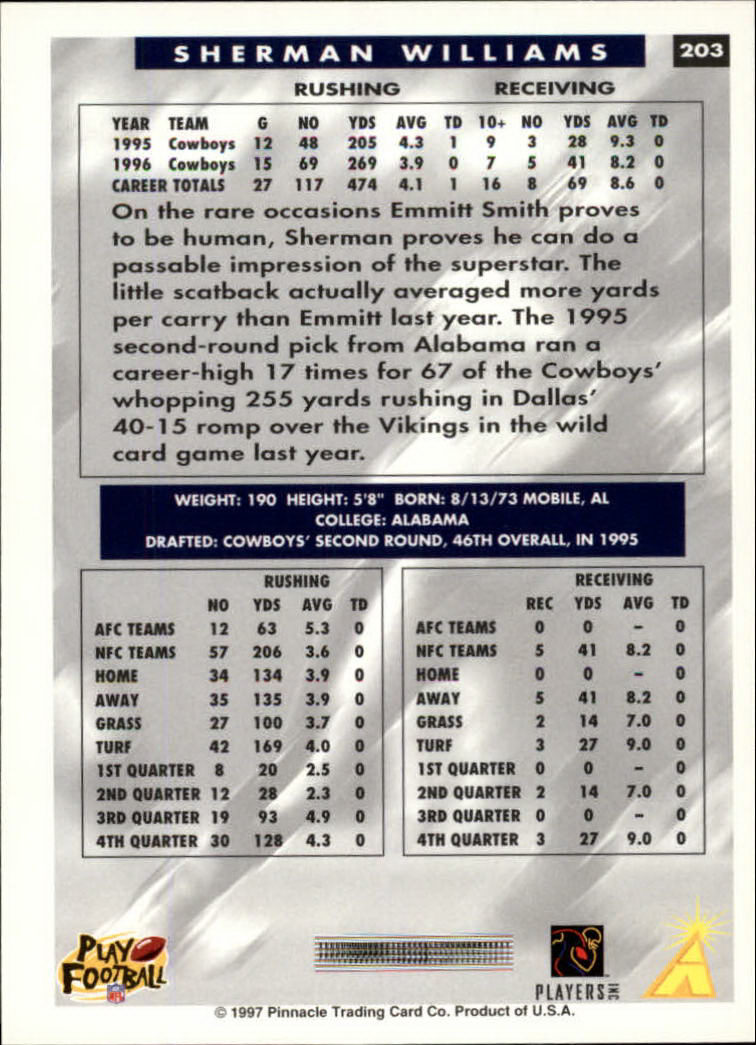 SHERMAN WILLIAMS 203
RUSHING RECEIVING
YEAR TEAM G NO YDS AVG TD 10+ NO YDS AVG TD
1995 Cowboys 12 48 205 4.3 1 9 3 28 9.3 0
1996 Cowboys 15 69 269 3.9 0 7 5 41 8.2 0
CAREER TOTALS 27 117 474 4.1 1 16 8 69 8.6 0
On the rare occasions Emmitt Smith proves
to be human, Sherman proves he can do a
passable impression of the superstar. The
little scatback actually averaged more yards
per carry than Emmitt last year. The 1995
second-round pick from Alabama ran a
career-high 17 times for 67 of the Cowboys'
whopping 255 yards rushing in Dallas'
40-15 romp over the Vikings in the wild
card game last year.
WEIGHT: 190 HEIGHT: 5'8" BORN: 8/13/73 MOBILE, AL
COLLEGE: ALABAMA
DRAFTED: COWBOYS' SECOND ROUND, 46TH OVERALL, IN 1995
RUSHING
NO YDS AVG TD
AFC TEAMS 12 63 5.3 0
NFC TEAMS 57 206 3.6 0
HOME 34 134 3.9 0
AWAY 35 135 3.9 0
GRASS 27 100 3.7 0
TURF 42 169 4.0 0
1ST QUARTER 8 20 2.5 0
2ND QUARTER 12 28 2.3 0
3RD QUARTER 19 93 4.9 0
4TH QUARTER 30 128 4.3 0
RECEIVING
REC YDS AVG TD
AFC TEAMS 0 0 – 0
NFC TEAMS 5 41 8.2 0
HOME 0 0 – 0
AWAY 5 41 8.2 0
GRASS 2 14 7.0 0
TURF 3 27 9.0 0
1ST QUARTER 0 0 – 0
2ND QUARTER 2 14 7.0 0
3RD QUARTER 0 0 – 0
4TH QUARTER 3 27 9.0 0
PLAY
FOOTBALL
NFL
PLAYERS INC
© 1997 Pinnacle Trading Card Co. Product of U.S.A.